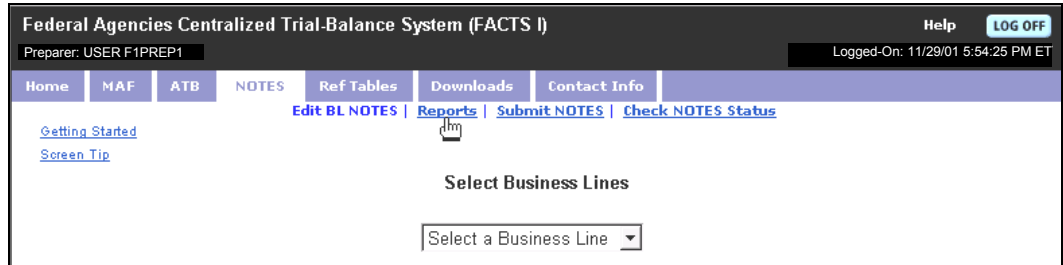 Federal Agencies Centralized Trial-Balance System (FACTS I) Help LOG OFF
Preparer: USER F1PREP1 Logged-On: 11/29/01 5:54:25 PM ET
Home MAF ATB NOTES Ref Tables Downloads Contact Info
Edit BL NOTES | Reports | Submit NOTES | Check NOTES Status
Getting Started
Screen Tip
Select Business Lines
Select a Business Line